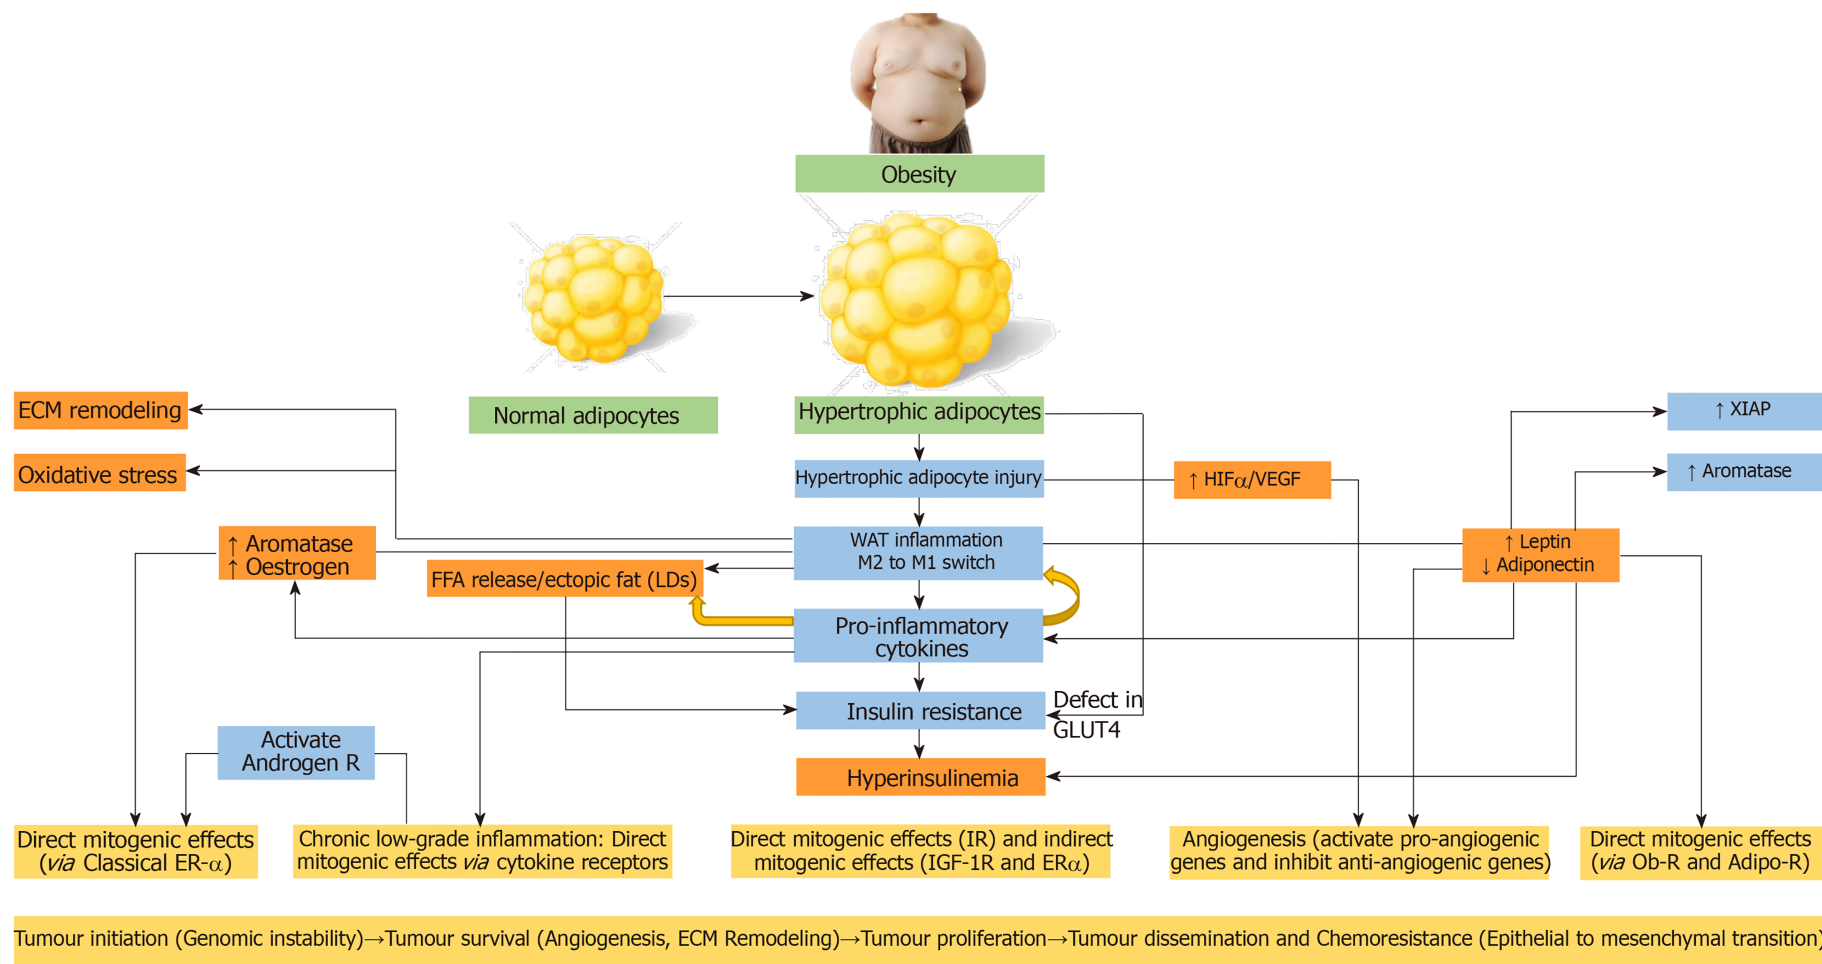 Obesity
Normal adipocytes
Hypertrophic adipocytes
ECM remodeling
Oxidative stress
↑ XIAP
↑ Aromatase
Hypertrophic adipocyte injury
↑ HIFα/VEGF
↑ Aromatase
↑ Oestrogen
WAT inflammation
M2 to M1 switch
↑ Leptin
↓ Adiponectin
FFA release/ectopic fat (LDs)
Pro-inflammatory
cytokines
Insulin resistance
Defect in
GLUT4
Activate
Androgen R
Hyperinsulinemia
Direct mitogenic effects
(via Classical ER-α)
Chronic low-grade inflammation: Direct
mitogenic effects via cytokine receptors
Direct mitogenic effects (IR) and indirect
mitogenic effects (IGF-1R and ERα)
Angiogenesis (activate pro-angiogenic
genes and inhibit anti-angiogenic genes)
Direct mitogenic effects
(via Ob-R and Adipo-R)
Tumour initiation (Genomic instability)→Tumour survival (Angiogenesis, ECM Remodeling)→Tumour proliferation→Tumour dissemination and Chemoresistance (Epithelial to mesenchymal transition)